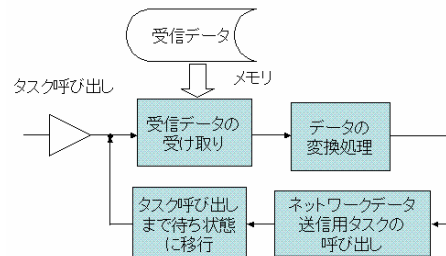 受信データ
メモリ
タスク呼び出し
受信データの
受け取り
データの
変換処理
タスク呼び出し
まで待ち状態
に移行
ネットワークデータ
送信用タスクの
呼び出し